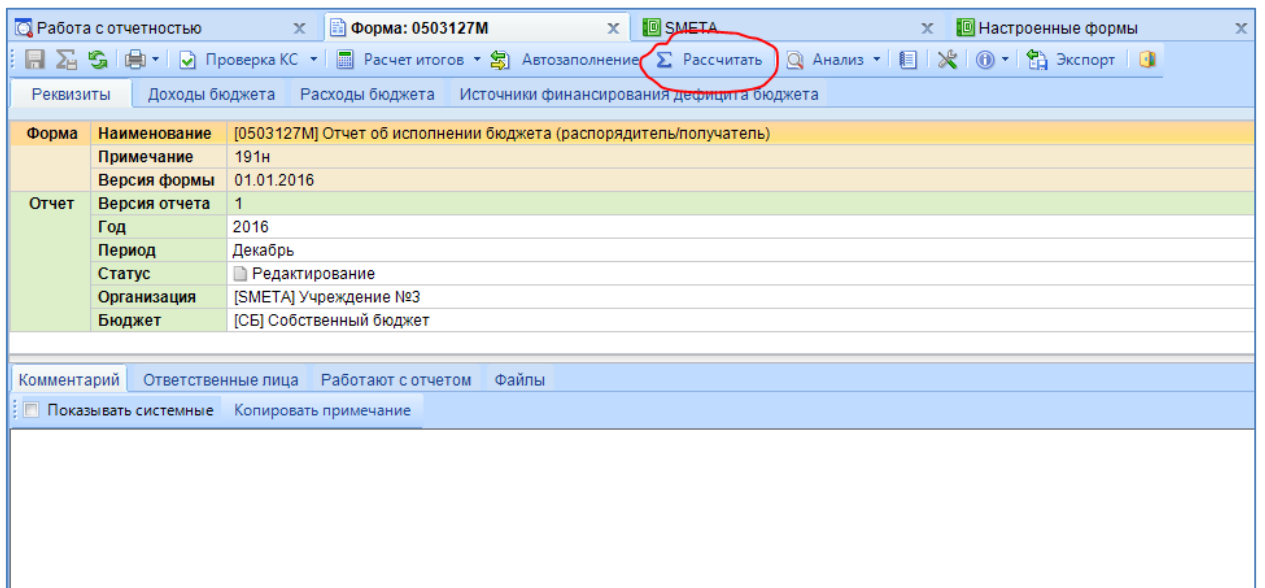 Работа с отчетностью x Форма: 0503127М x SMETA x Настроенные формы x
Проверка КС Расчет итогов Автозаполнение Σ Рассчитать Анализ Экспорт
Реквизиты Доходы бюджета Расходы бюджета Источники финансирования дефицита бюджета
Форма Наименование [0503127М] Отчет об исполнении бюджета (распорядитель/получатель)
Примечание 191н
Версия формы 01.01.2016
Отчет Версия отчета 1
Год 2016
Период Декабрь
Статус Редактирование
Организация [SMETA] Учреждение №3
Бюджет [СБ] Собственный бюджет
Комментарий Ответственные лица Работают с отчетом Файлы
Показывать системные Копировать примечание